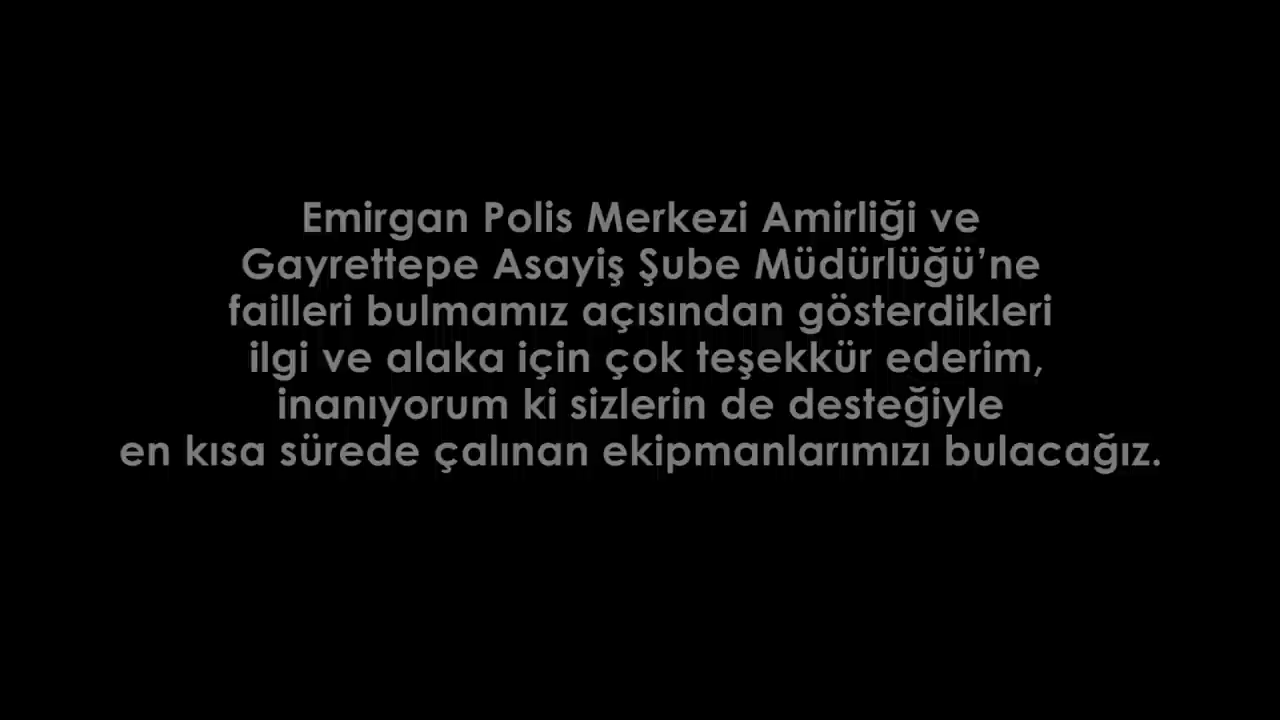 Emirgan Polis Merkezi Amirliği ve
Gayrettepe Asayiş Şube Müdürlüğü’ne
failleri bulmamız açısından gösterdikleri
ilgi ve alaka için çok teşekkür ederim,
inanıyorum ki sizlerin de desteğiyle
en kısa sürede çalınan ekipmanlarımızı bulacağız.